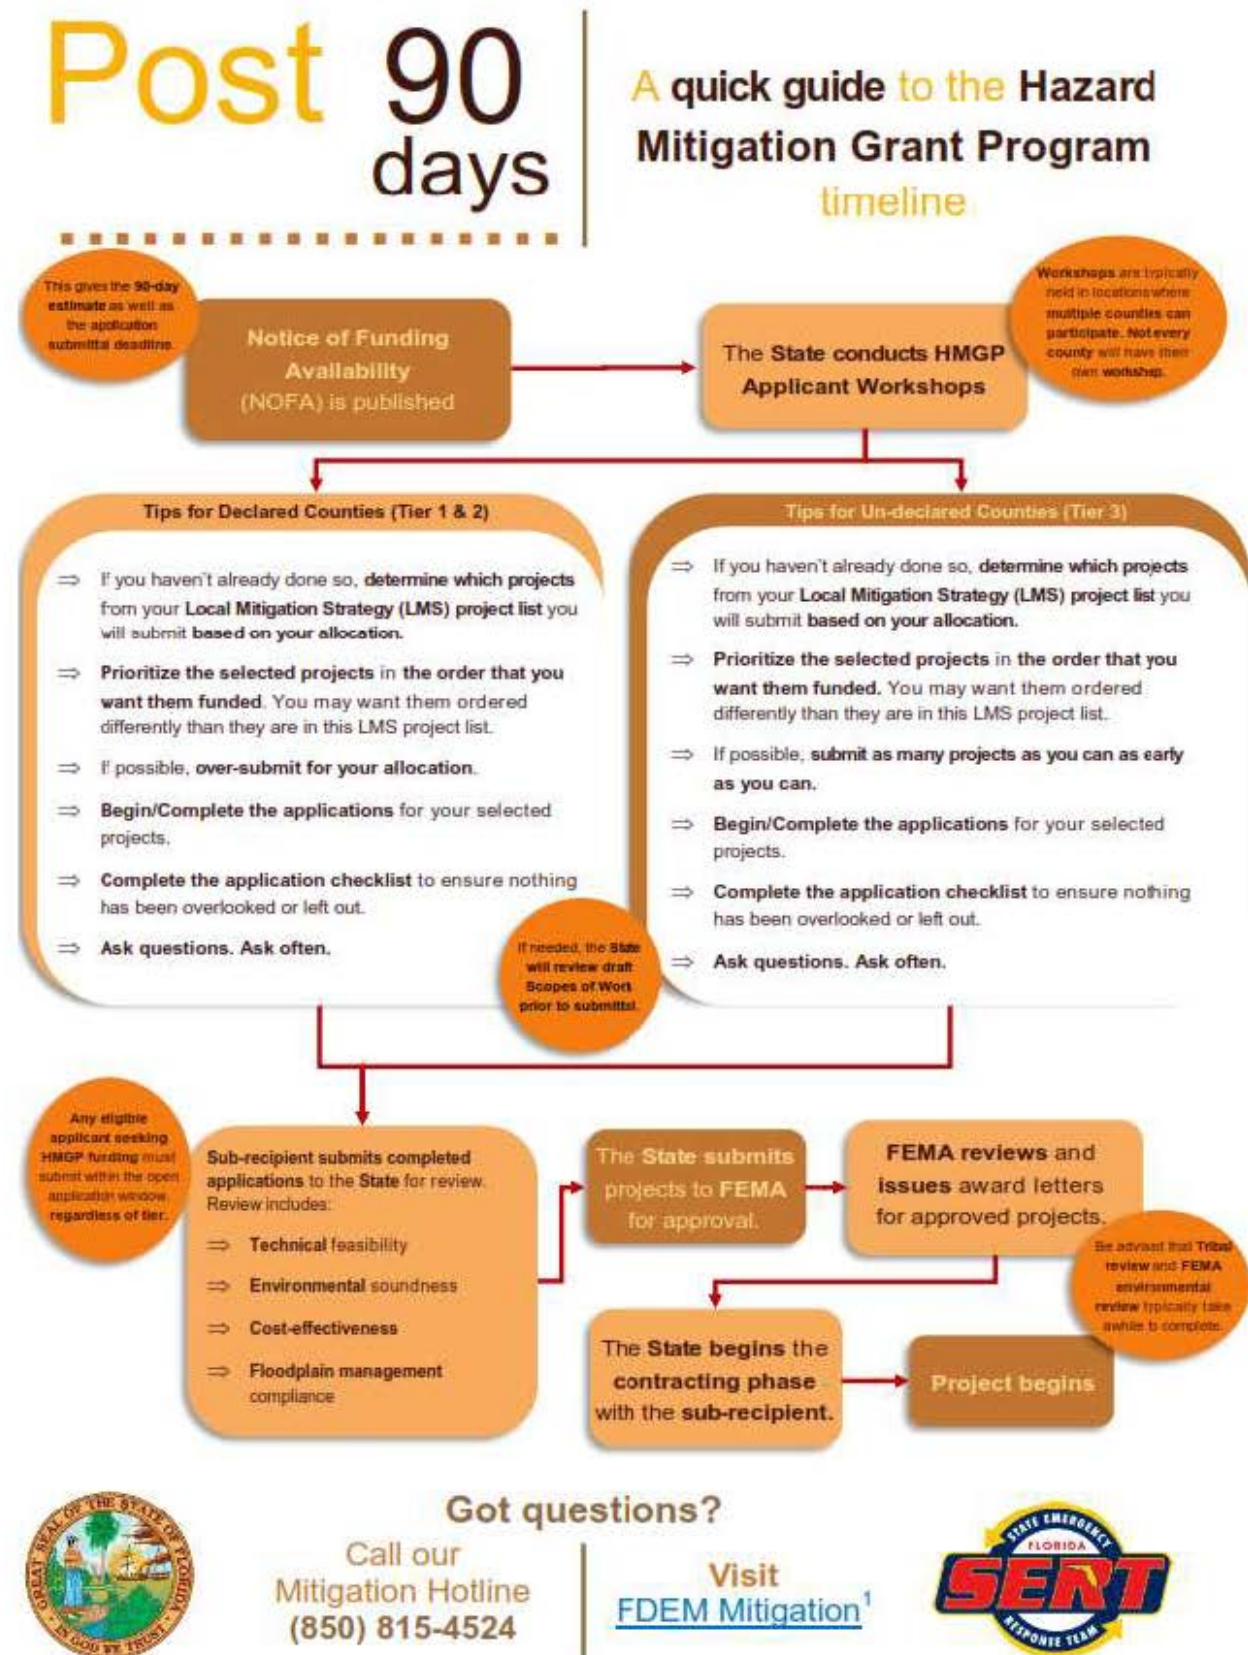 Post 90
days
A quick guide to the Hazard
Mitigation Grant Program
timeline
This gives the 90-day
estimate as well as
the application
submittal deadline.
Notice of Funding
Availability
(NOFA) is published
The State conducts HMGP
Applicant Workshops
Workshops are typically
held in locations where
multiple counties can
participate. Not every
county will have their
own workshop.
Tips for Declared Counties (Tier 1 & 2)
⇒ If you haven't already done so, determine which projects
from your Local Mitigation Strategy (LMS) project list you
will submit based on your allocation.
⇒ Prioritize the selected projects in the order that you
want them funded. You may want them ordered
differently than they are in this LMS project list.
⇒ If possible, over-submit for your allocation.
⇒ Begin/Complete the applications for your selected
projects.
⇒ Complete the application checklist to ensure nothing
has been overlooked or left out.
⇒ Ask questions. Ask often.
Tips for Un-declared Counties (Tier 3)
⇒ If you haven't already done so, determine which projects
from your Local Mitigation Strategy (LMS) project list you
will submit based on your allocation.
⇒ Prioritize the selected projects in the order that you
want them funded. You may want them ordered
differently than they are in this LMS project list.
⇒ If possible, submit as many projects as you can as early
as you can.
⇒ Begin/Complete the applications for your selected
projects.
⇒ Complete the application checklist to ensure nothing
has been overlooked or left out.
⇒ Ask questions. Ask often.
If needed, the State
will review draft
Scopes of Work
prior to submittal.
Any eligible
applicant seeking
HMGP funding must
submit within the open
application window,
regardless of tier.
Sub-recipient submits completed
applications to the State for review.
Review includes:
⇒ Technical feasibility
⇒ Environmental soundness
⇒ Cost-effectiveness
⇒ Floodplain management
compliance
The State submits
projects to FEMA
for approval.
FEMA reviews and
issues award letters
for approved projects.
Be advised that Tribal
review and FEMA
environmental
review typically take
awhile to complete.
The State begins the
contracting phase
with the sub-recipient.
Project begins
Got questions?
Call our
Mitigation Hotline
(850) 815-4524
Visit
FDEM Mitigation¹
GREAT SEAL OF THE STATE OF FLORIDA
IN GOD WE TRUST
STATE EMERGENCY
FLORIDA
SERT
RESPONSE TEAM